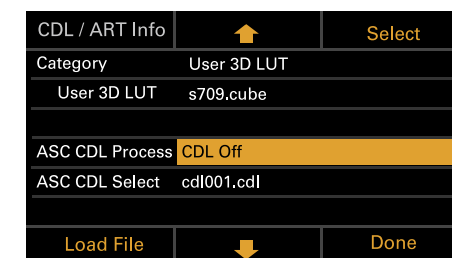 CDL / ART Info Select
Category User 3D LUT
User 3D LUT s709.cube
ASC CDL Process CDL Off
ASC CDL Select cdl001.cdl
Load File Done